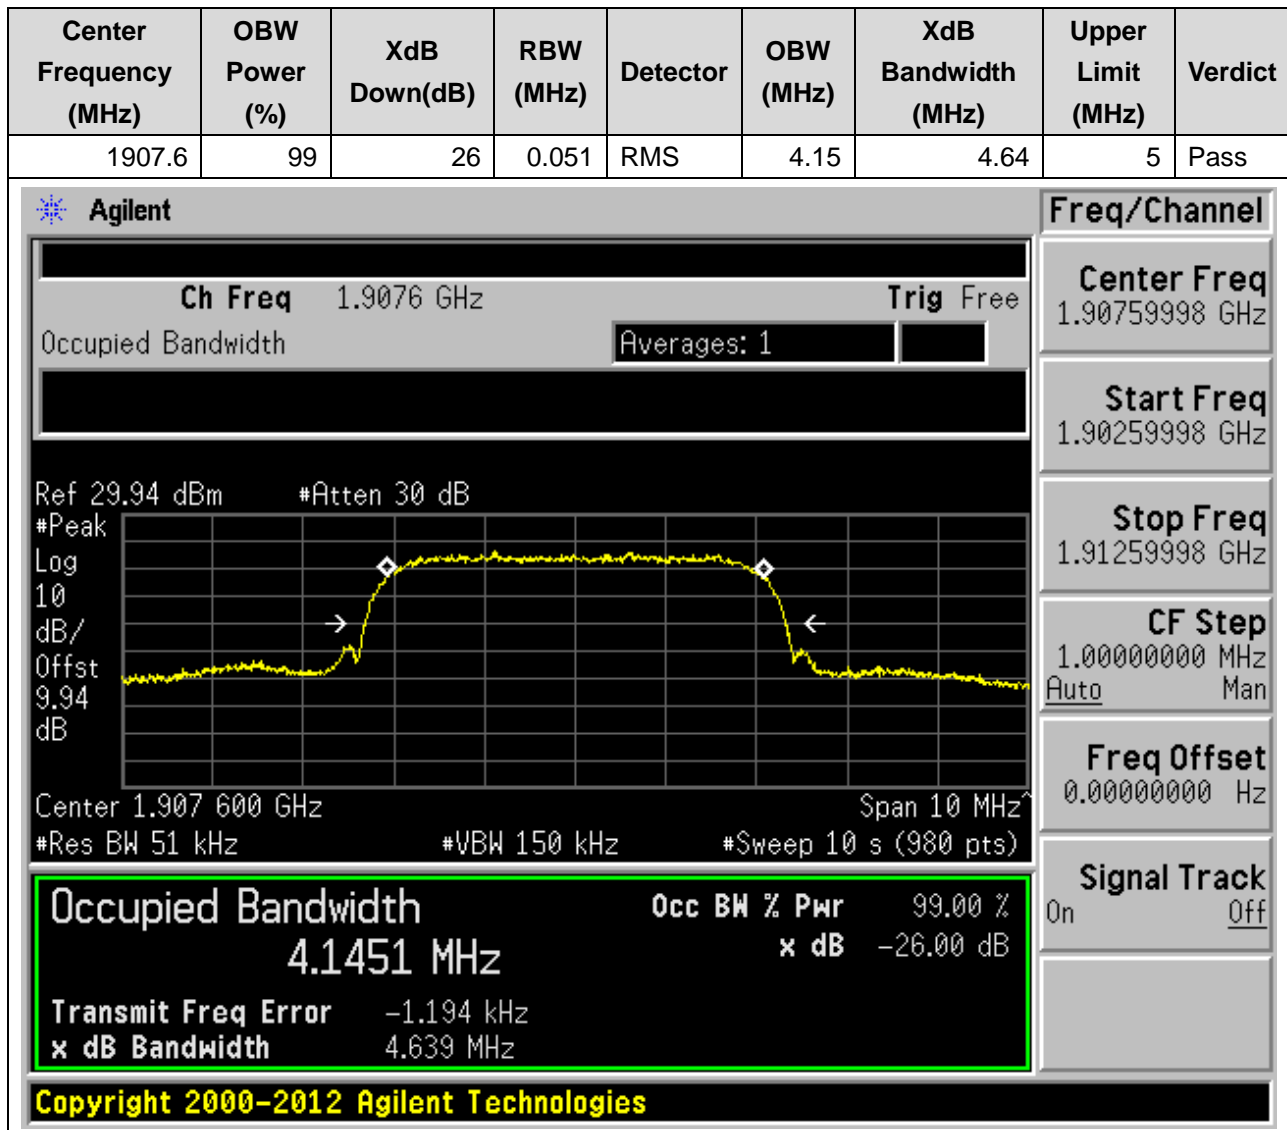 Center Frequency (MHz) OBW Power (%) XdB Down(dB) RBW (MHz) Detector OBW (MHz) XdB Bandwidth (MHz) Upper Limit (MHz) Verdict
1907.6 99 26 0.051 RMS 4.15 4.64 5 Pass
Agilent
Freq/Channel
Ch Freq 1.9076 GHz Trig Free
Occupied Bandwidth Averages: 1
Center Freq
1.90759998 GHz
Start Freq
1.90259998 GHz
Stop Freq
1.91259998 GHz
CF Step
1.00000000 MHz
Auto Man
Freq Offset
0.00000000 Hz
Signal Track
On Off
Ref 29.94 dBm #Atten 30 dB
#Peak
Log
10
dB/
Offst
9.94
dB
Center 1.907 600 GHz Span 10 MHz^
#Res BW 51 kHz #VBW 150 kHz #Sweep 10 s (980 pts)
Occupied Bandwidth Occ BW % Pwr 99.00 %
4.1451 MHz x dB -26.00 dB
Transmit Freq Error -1.194 kHz
x dB Bandwidth 4.639 MHz
Copyright 2000-2012 Agilent Technologies